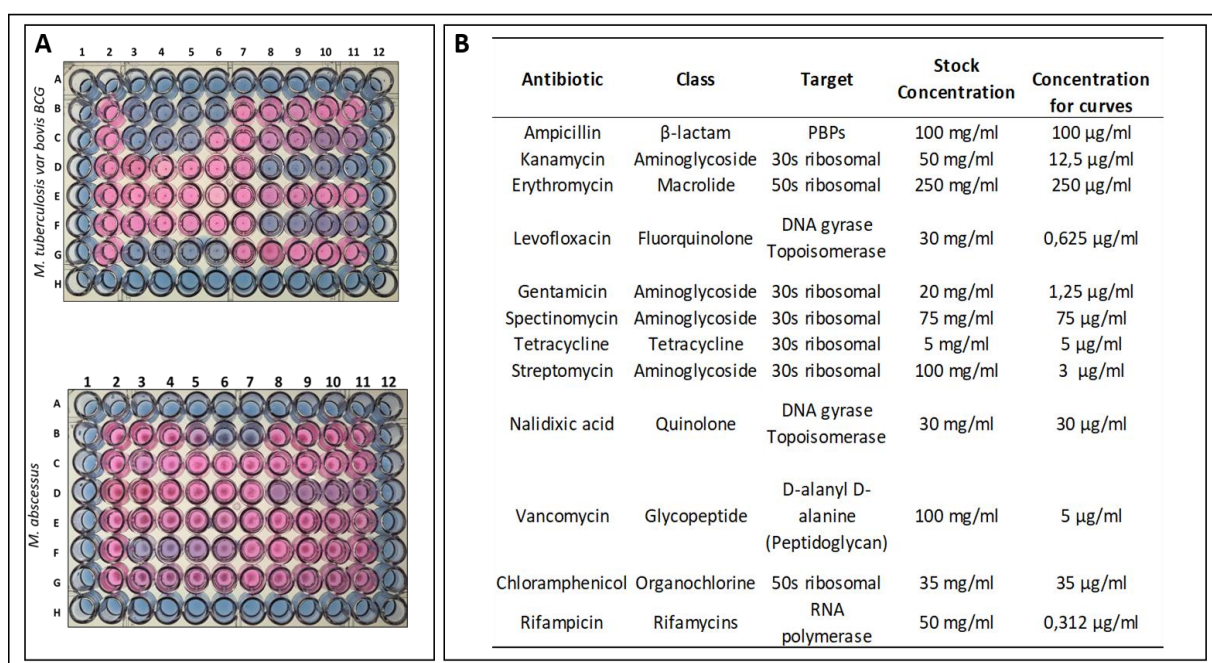 A
1 2 3 4 5 6 7 8 9 10 11 12
A
B
C
D
E
F
G
H
M. tuberculosis var bovis BCG
1 2 3 4 5 6 7 8 9 10 11 12
A
B
C
D
E
F
G
H
M. abscessus
B
Antibiotic Class Target Stock Concentration Concentration for curves
Ampicillin β-lactam PBPs 100 mg/ml 100 µg/ml
Kanamycin Aminoglycoside 30s ribosomal 50 mg/ml 12,5 µg/ml
Erythromycin Macrolide 50s ribosomal 250 mg/ml 250 µg/ml
Levofloxacin Fluorquinolone DNA gyrase Topoisomerase 30 mg/ml 0,625 µg/ml
Gentamicin Aminoglycoside 30s ribosomal 20 mg/ml 1,25 µg/ml
Spectinomycin Aminoglycoside 30s ribosomal 75 mg/ml 75 µg/ml
Tetracycline Tetracycline 30s ribosomal 5 mg/ml 5 µg/ml
Streptomycin Aminoglycoside 30s ribosomal 100 mg/ml 3 µg/ml
Nalidixic acid Quinolone DNA gyrase Topoisomerase 30 mg/ml 30 µg/ml
Vancomycin Glycopeptide D-alanyl D-alanine (Peptidoglycan) 100 mg/ml 5 µg/ml
Chloramphenicol Organochlorine 50s ribosomal 35 mg/ml 35 µg/ml
Rifampicin Rifamycins RNA polymerase 50 mg/ml 0,312 µg/ml